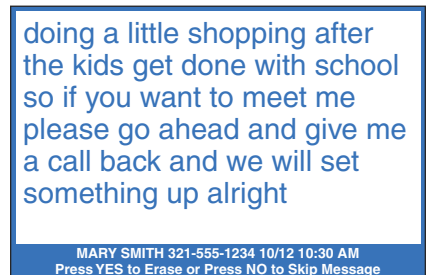 doing a little shopping after
the kids get done with school
so if you want to meet me
please go ahead and give me
a call back and we will set
something up alright
MARY SMITH 321-555-1234 10/12 10:30 AM
Press YES to Erase or Press NO to Skip Message